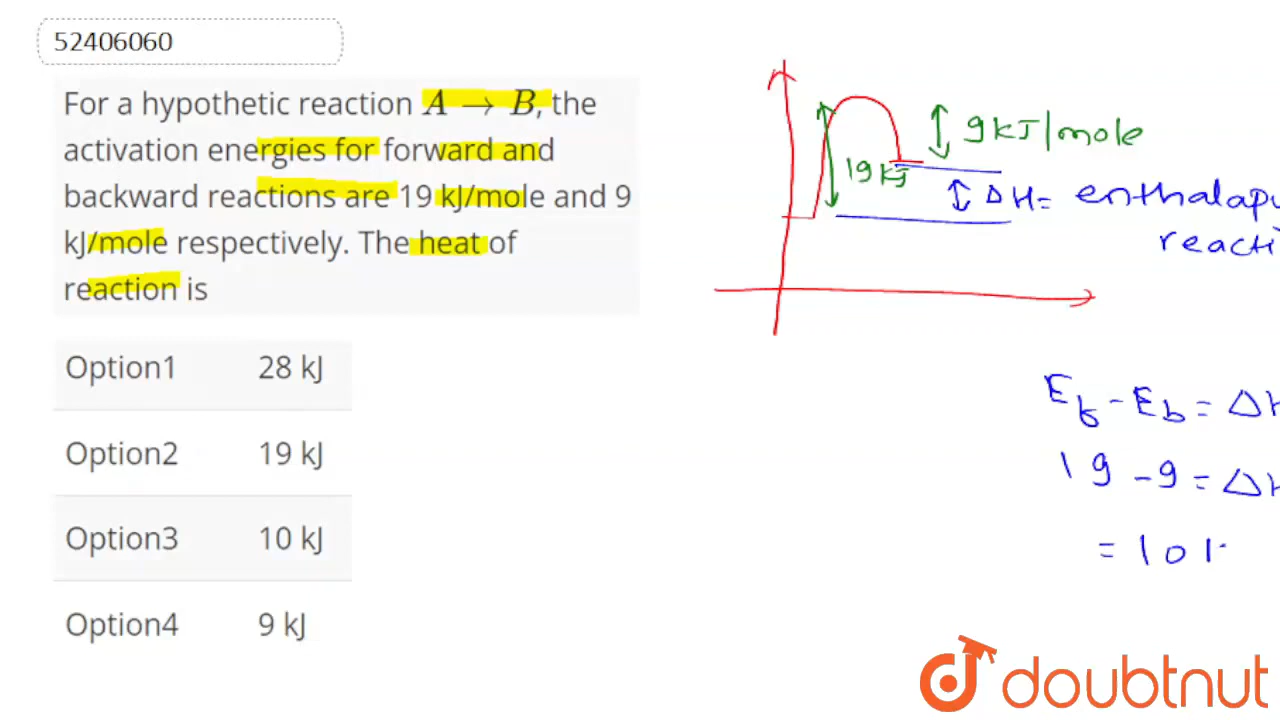 52406060
For a hypothetic reaction A → B, the
activation energies for forward and
backward reactions are 19 kJ/mole and 9
kJ/mole respectively. The heat of
reaction is
Option1 28 kJ
Option2 19 kJ
Option3 10 kJ
Option4 9 kJ
9 kJ/mole
19 kJ
ΔH = enthalapy
reacti
Ef - Eb = ΔH
19 - 9 = ΔH
= 10 k
doubtnut